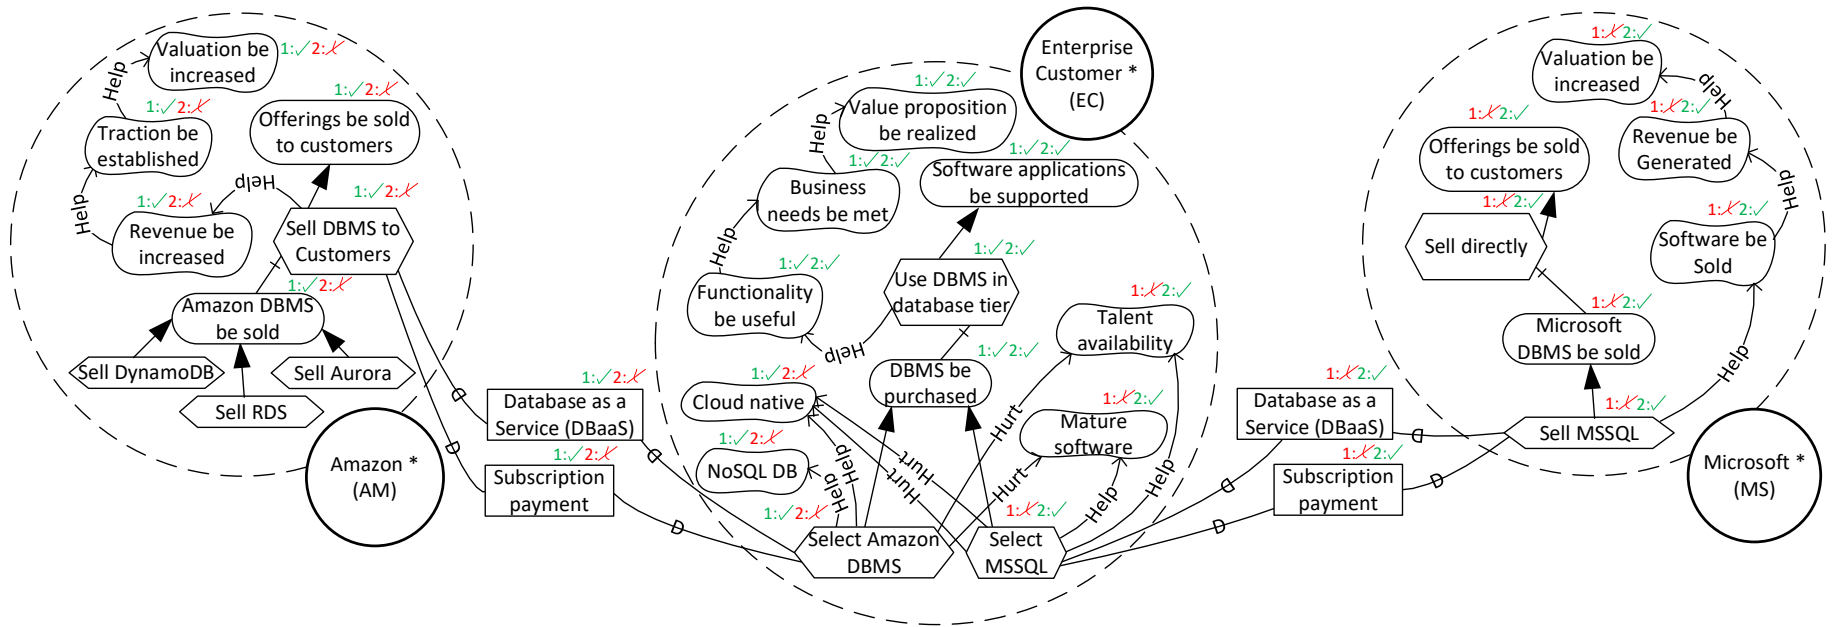 1:✓2:✗
Valuation be
increased
Help
1:✓2:✗
Traction be
established
Help
1:✓2:✗
Revenue be
increased
Help
1:✓2:✗
Offerings be sold
to customers
1:✓2:✗
Sell DBMS to
Customers
1:✓2:✗
Amazon DBMS
be sold
Sell DynamoDB
Sell RDS
Sell Aurora
Amazon *
(AM)
D
D
1:✓2:✗
Database as a
Service (DBaaS)
D
1:✓2:✗
Subscription
payment
D
Enterprise
Customer *
(EC)
1:✓2:✓
Value proposition
be realized
Help
1:✓2:✓
Business
needs be met
Help
1:✓2:✓
Software applications
be supported
1:✓2:✓
Functionality
be useful
Help
1:✓2:✓
Use DBMS in
database tier
1:✗2:✓
Talent
availability
1:✓2:✓
DBMS be
purchased
1:✓2:✗
Cloud native
1:✓2:✗
NoSQL DB
1:✗2:✓
Mature
software
Help
Help
Hurt
Hurt
Hurt
Hurt
Help
Help
1:✓2:✗
Select Amazon
DBMS
1:✗2:✓
Select
MSSQL
D
D
1:✗2:✓
Database as a
Service (DBaaS)
D
1:✗2:✓
Subscription
payment
D
1:✗2:✓
Valuation be
increased
Help
1:✗2:✓
Revenue be
Generated
Help
1:✗2:✓
Offerings be sold
to customers
1:✗2:✓
Sell directly
1:✗2:✓
Software be
Sold
Help
1:✗2:✓
Microsoft
DBMS be sold
1:✗2:✓
Sell MSSQL
Microsoft *
(MS)